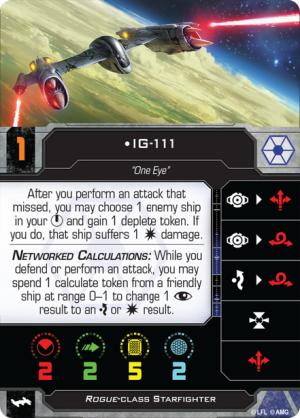 •IG-111
1
"One Eye"
After you perform an attack that
missed, you may choose 1 enemy ship
in your and gain 1 deplete token. If
you do, that ship suffers 1 damage.
NETWORKED CALCULATIONS: While you
defend or perform an attack, you may
spend 1 calculate token from a friendly
ship at range 0–1 to change 1
result to an or result.
2 2 5 2
ROGUE-CLASS STARFIGHTER
©LFL ©AMG